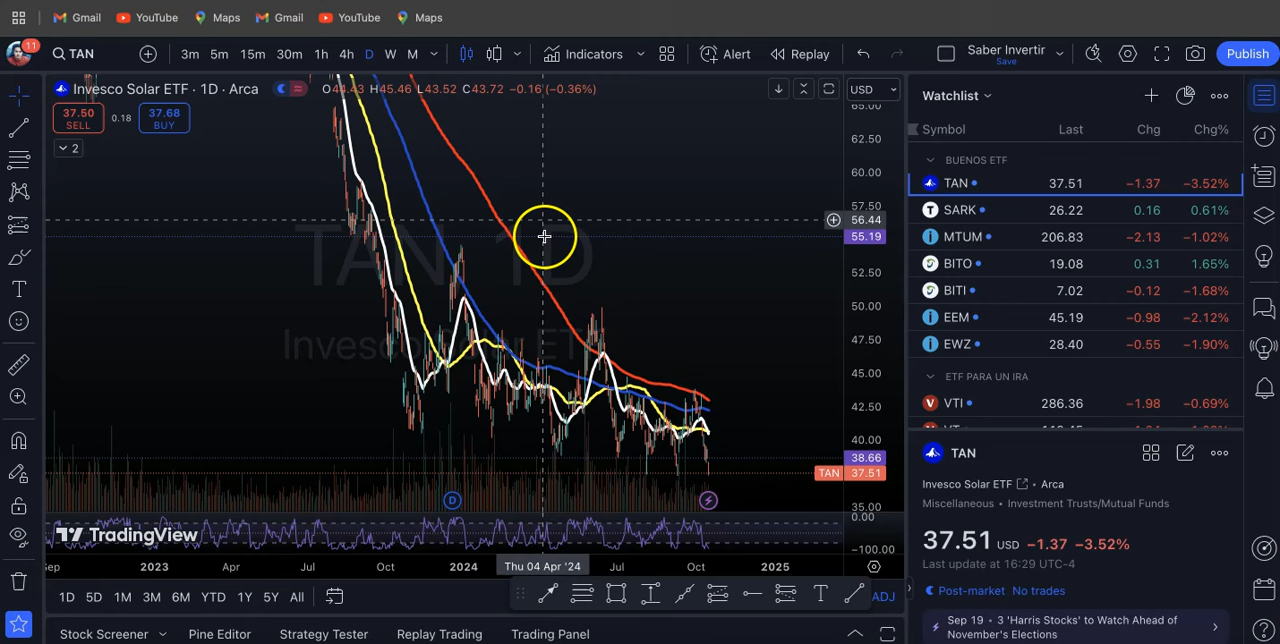 Gmail YouTube Maps Gmail YouTube Maps
11 TAN 3m 5m 15m 30m 1h 4h D W M Indicators Alert Replay Saber Invertir Save Publish
Invesco Solar ETF · 1D · Arca O44.43 H45.46 L43.52 C43.72 −0.16 (−0.36%) USD
37.50 SELL 0.18 37.68 BUY
2
TAN, 1D
Invesco Solar ETF
65.00
62.50
60.00
57.50
56.44
55.19
52.50
50.00
47.50
45.00
42.50
40.00
38.66
TAN 37.51
35.00
0.00
−100.00
D
TradingView
Sep 2023 Apr Jul Oct 2024 Thu 04 Apr '24 Jul Oct 2025
1D 5D 1M 3M 6M YTD 1Y 5Y All T ADJ
Stock Screener Pine Editor Strategy Tester Replay Trading Trading Panel
Watchlist
Symbol Last Chg Chg%
BUENOS ETF
TAN 37.51 −1.37 −3.52%
T SARK 26.22 0.16 0.61%
MTUM 206.83 −2.13 −1.02%
BITO 19.08 0.31 1.65%
BITI 7.02 −0.12 −1.68%
EEM 45.19 −0.98 −2.12%
EWZ 28.40 −0.55 −1.90%
ETF PARA UN IRA
V VTI 286.36 −1.98 −0.69%
TAN
Invesco Solar ETF · Arca
Miscellaneous • Investment Trusts/Mutual Funds
37.51 USD −1.37 −3.52%
Last update at 16:29 UTC-4
Post-market No trades
Sep 19 • 3 'Harris Stocks' to Watch Ahead of
November's Elections